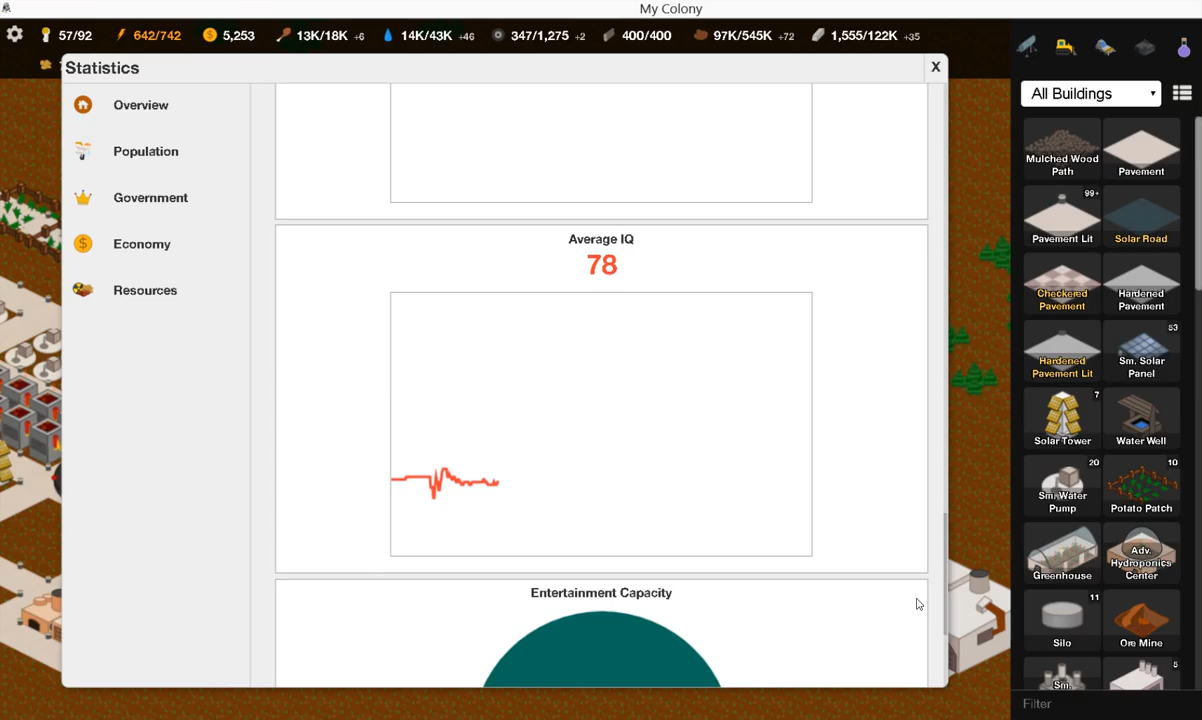 My Colony
57/92 642/742 5,253 13K/18K +6 14K/43K +46 347/1,275 +2 400/400 97K/545K +72 1,555/122K +35
Statistics X
Overview
Population
Government
Economy
Resources
Average IQ
78
Entertainment Capacity
All Buildings
Mulched Wood
Path
Pavement
99+
Pavement Lit
Solar Road
Checkered
Pavement
Hardened
Pavement
Hardened
Pavement Lit
53
Sm. Solar
Panel
7
Solar Tower
Water Well
20
Sm. Water
Pump
10
Potato Patch
Greenhouse
Adv.
Hydroponics
Center
11
Silo
Ore Mine
Sm.
5
Filter